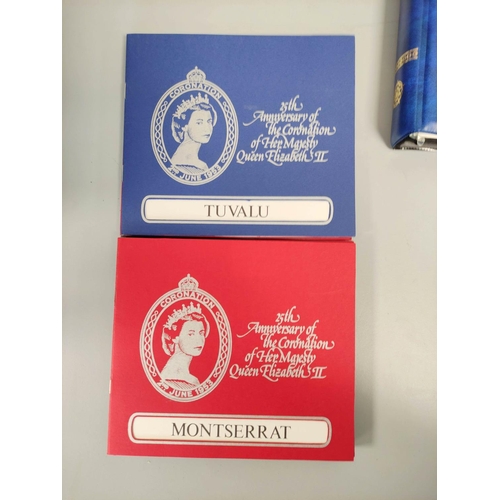 CORONATION
2ND JUNE 1953
25th
Anniversary of
the Coronation
of Her Majesty
Queen Elizabeth II
TUVALU
CORONATION
2ND JUNE 1953
25th
Anniversary of
the Coronation
of Her Majesty
Queen Elizabeth II
MONTSERRAT